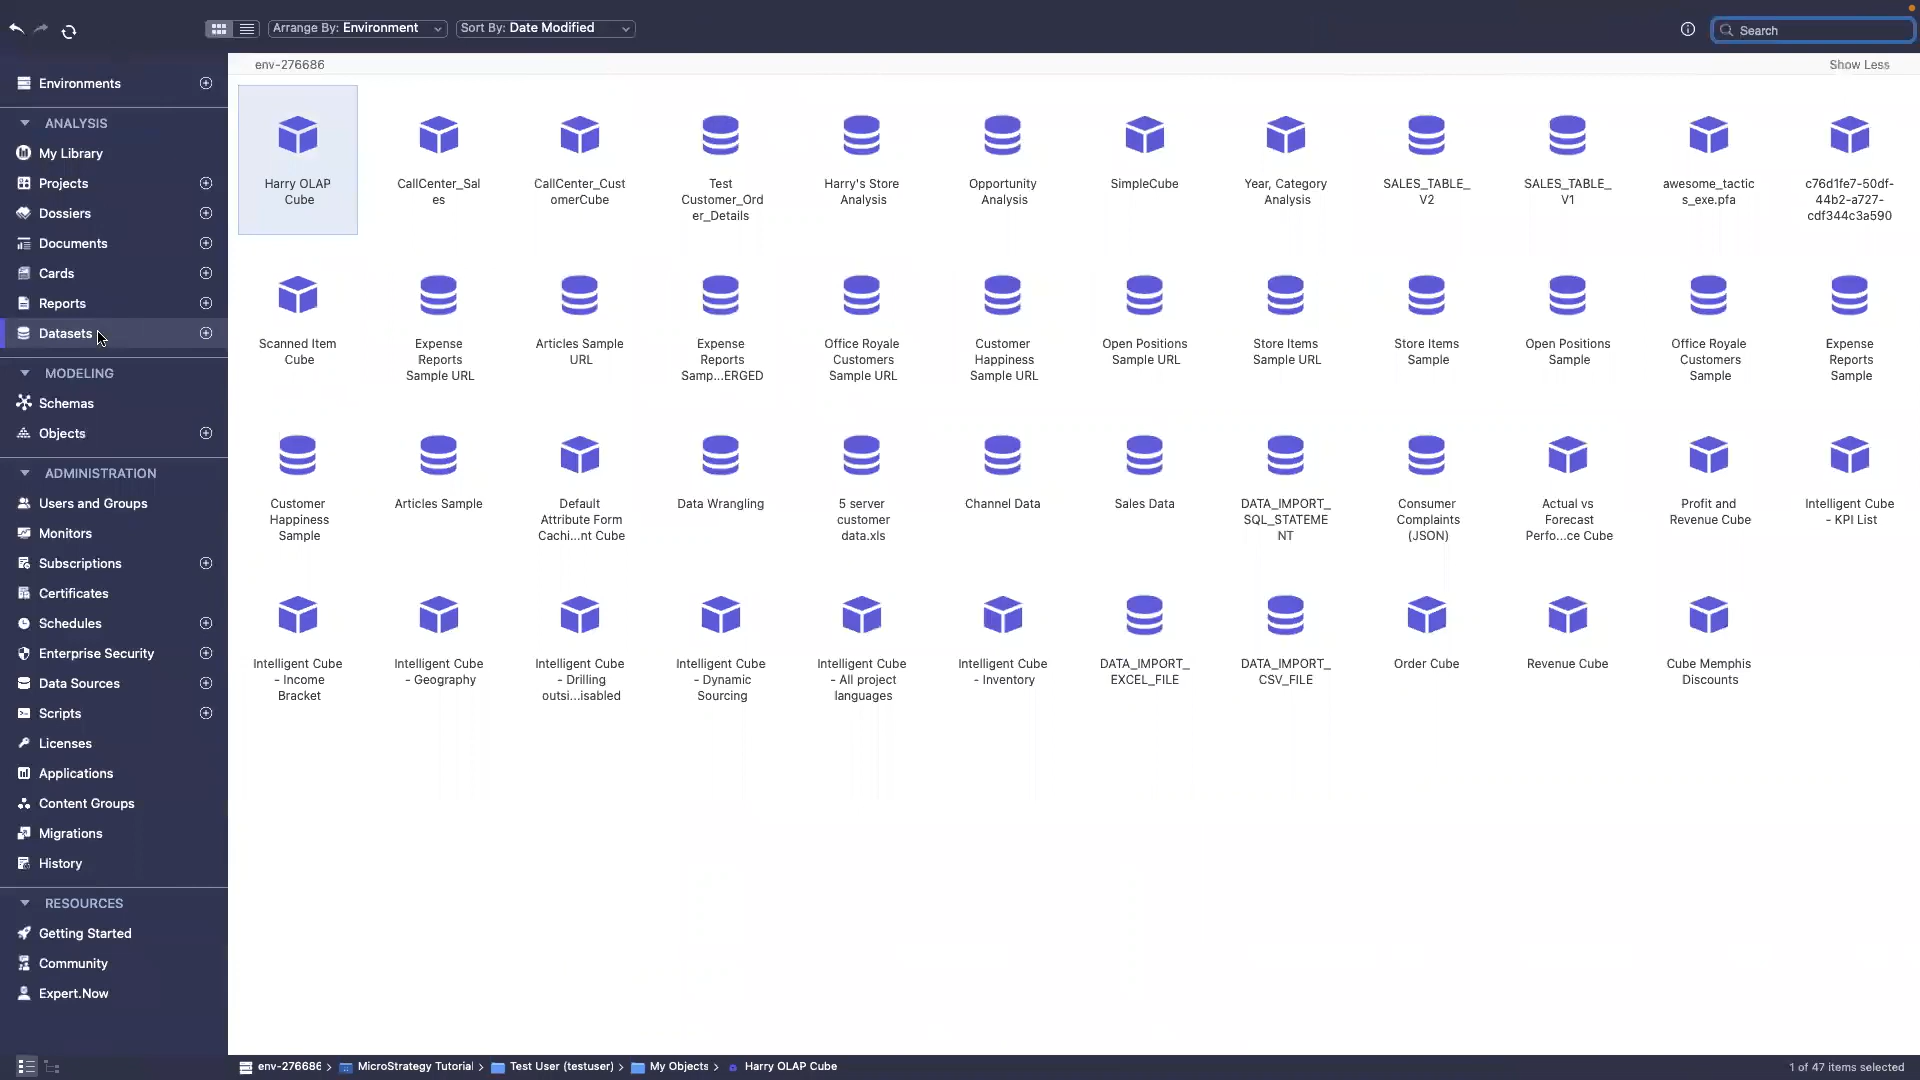 Arrange By: Environment
Sort By: Date Modified
Search
Environments
ANALYSIS
My Library
Projects
Dossiers
Documents
Cards
Reports
Datasets
MODELING
Schemas
Objects
ADMINISTRATION
Users and Groups
Monitors
Subscriptions
Certificates
Schedules
Enterprise Security
Data Sources
Scripts
Licenses
Applications
Content Groups
Migrations
History
RESOURCES
Getting Started
Community
Expert.Now
env-276686
Show Less
Harry OLAP
Cube
CallCenter_Sal
es
CallCenter_Cust
omerCube
Test
Customer_Ord
er_Details
Harry's Store
Analysis
Opportunity
Analysis
SimpleCube
Year, Category
Analysis
SALES_TABLE_
V2
SALES_TABLE_
V1
awesome_tactic
s_exe.pfa
c76d1fe7-50df-
44b2-a727-
cdf344c3a590
Scanned Item
Cube
Expense
Reports
Sample URL
Articles Sample
URL
Expense
Reports
Samp...ERGED
Office Royale
Customers
Sample URL
Customer
Happiness
Sample URL
Open Positions
Sample URL
Store Items
Sample URL
Store Items
Sample
Open Positions
Sample
Office Royale
Customers
Sample
Expense
Reports
Sample
Customer
Happiness
Sample
Articles Sample
Default
Attribute Form
Cachi...nt Cube
Data Wrangling
5 server
customer
data.xls
Channel Data
Sales Data
DATA_IMPORT_
SQL_STATEME
NT
Consumer
Complaints
(JSON)
Actual vs
Forecast
Perfo...ce Cube
Profit and
Revenue Cube
Intelligent Cube
- KPI List
Intelligent Cube
- Income
Bracket
Intelligent Cube
- Geography
Intelligent Cube
- Drilling
outsi...isabled
Intelligent Cube
- Dynamic
Sourcing
Intelligent Cube
- All project
languages
Intelligent Cube
- Inventory
DATA_IMPORT_
EXCEL_FILE
DATA_IMPORT_
CSV_FILE
Order Cube
Revenue Cube
Cube Memphis
Discounts
env-276686 > MicroStrategy Tutorial > Test User (testuser) > My Objects > Harry OLAP Cube
1 of 47 items selected